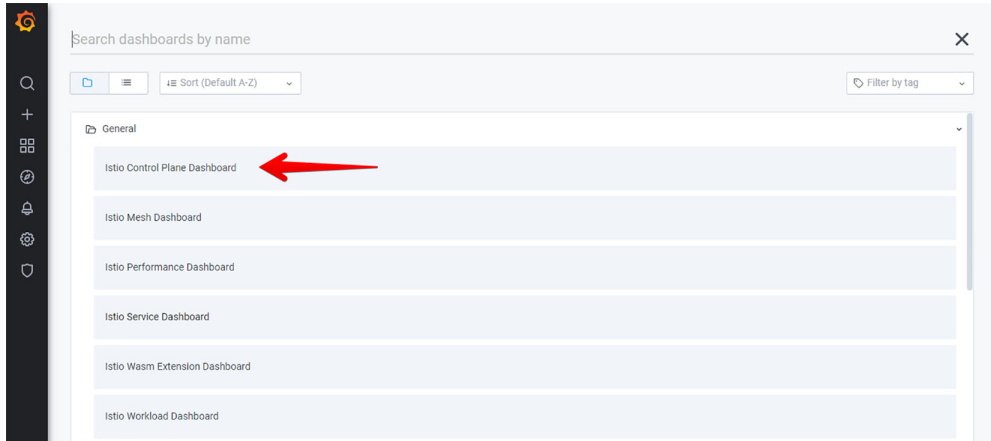 Search dashboards by name
Sort (Default A-Z)
Filter by tag
General
Istio Control Plane Dashboard
Istio Mesh Dashboard
Istio Performance Dashboard
Istio Service Dashboard
Istio Wasm Extension Dashboard
Istio Workload Dashboard